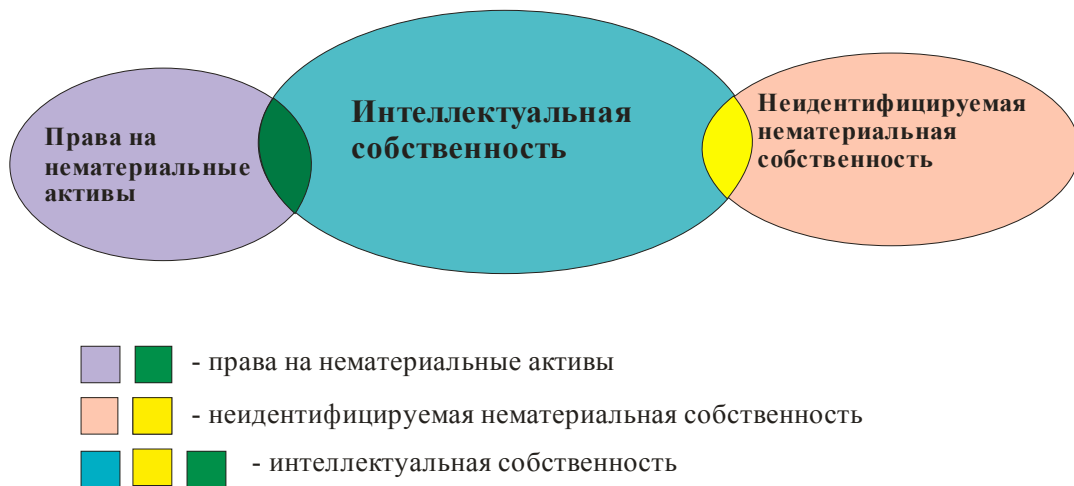 Права на
нематериальные
активы
Интеллектуальная
собственность
Неидентифицируемая
нематериальная
собственность
- права на нематериальные активы
- неидентифицируемая нематериальная собственность
- интеллектуальная собственность